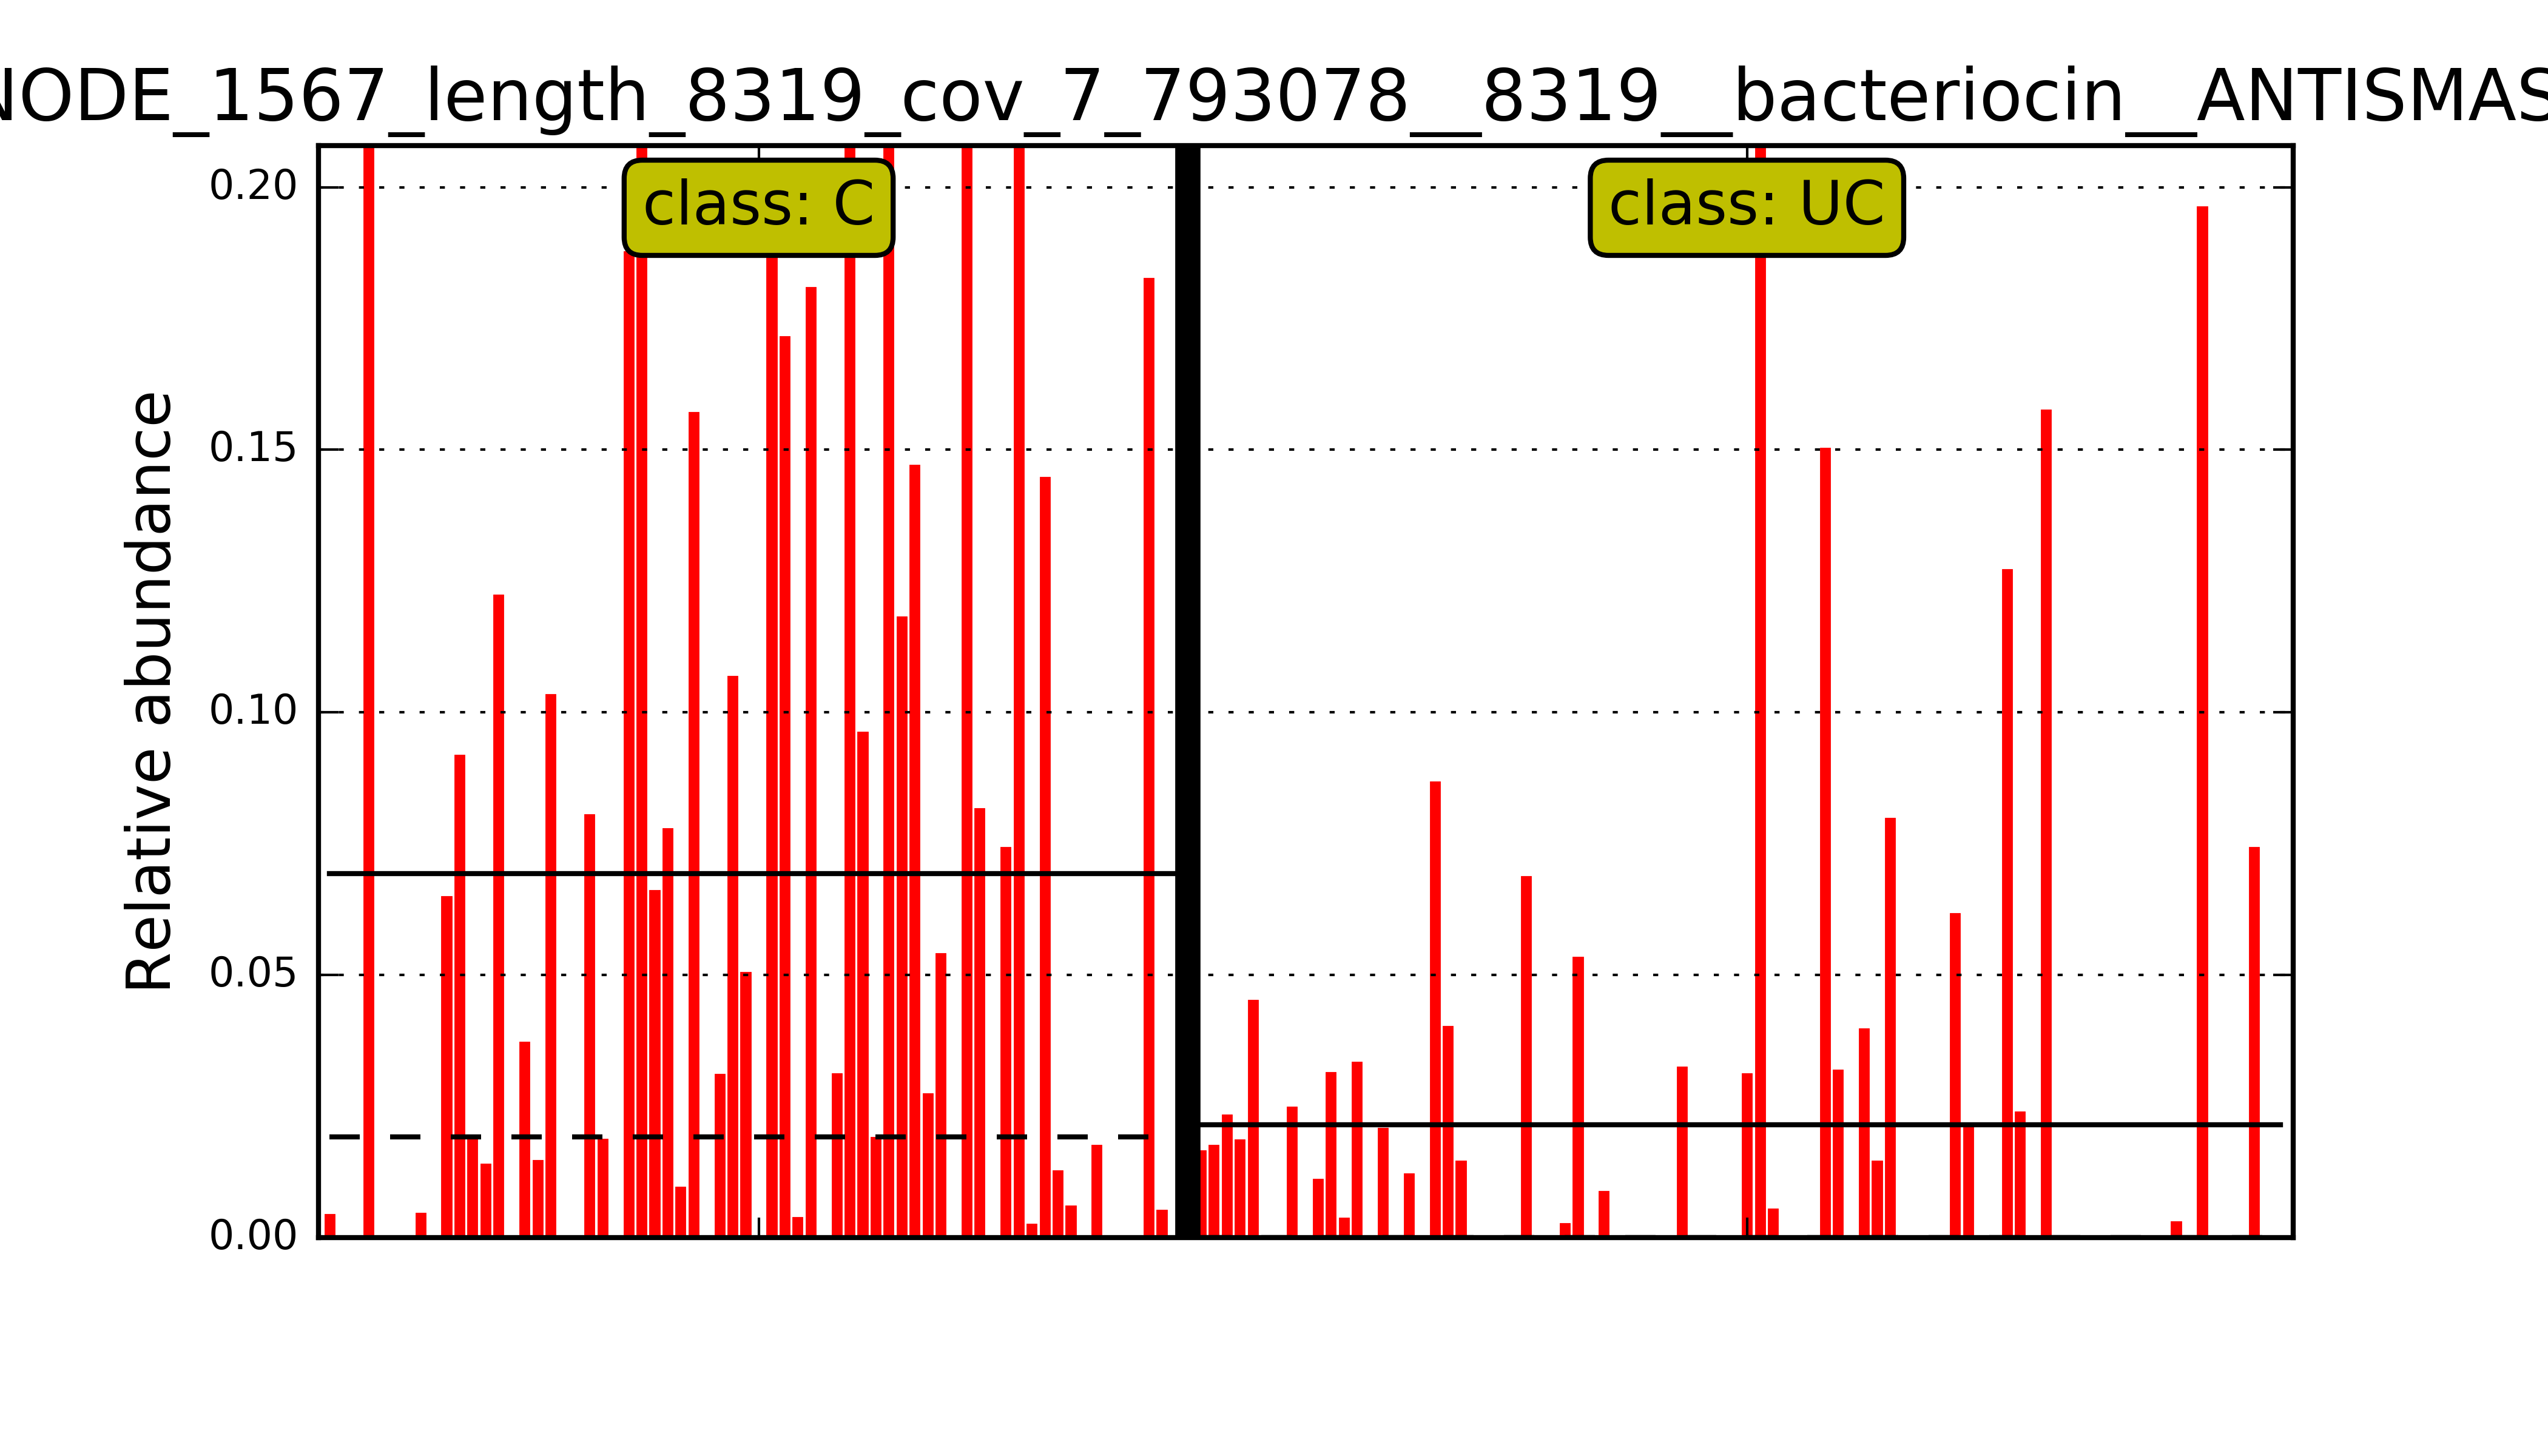 NODE_1567_length_8319_cov_7_793078__8319__bacteriocin__ANTISMAS
class: C
class: UC
0.20
0.15
0.10
0.05
0.00
Relative abundance